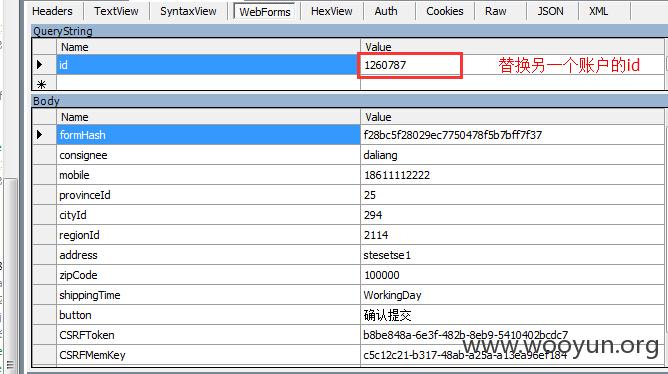 Headers TextView SyntaxView WebForms HexView Auth Cookies Raw JSON XML
QueryString
Name Value
id 1260787 替换另一个账户的id
Body
Name Value
formHash f28bc5f28029ec7750478f5b7bff7f37
consignee daliang
mobile 18611112222
provinceId 25
cityId 294
regionId 2114
address stesetse1
zipCode 100000
shippingTime WorkingDay
button 确认提交
CSRFToken b8be848a-6e3f-482b-8eb9-5410402bcdc7
CSRFMemKey c5c12c21-b317-48ab-a25a-a13ea96ef184
www.wooyun.org